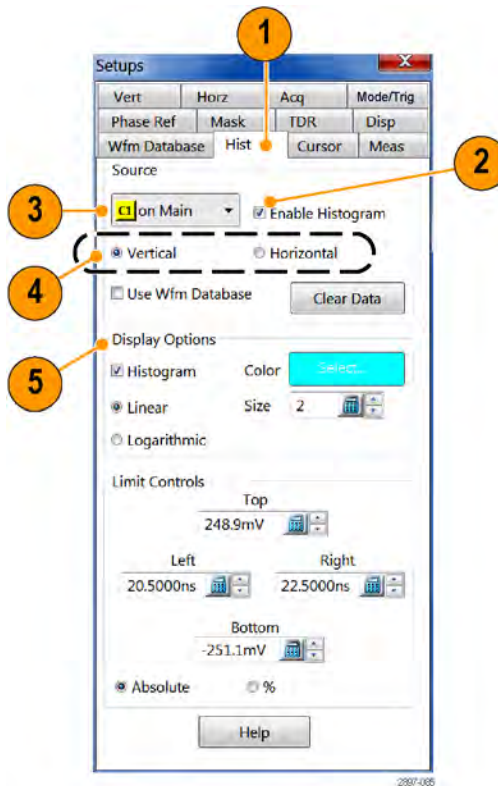 1
Setups
X
Vert Horz Acq Mode/Trig
Phase Ref Mask TDR Disp
Wfm Database Hist Cursor Meas
2
Source
3
C1 on Main
Enable Histogram
4
Vertical Horizontal
Use Wfm Database Clear Data
5
Display Options
Histogram Color Select...
Linear Size 2
Logarithmic
Limit Controls
Top
248.9mV
Left Right
20.5000ns 22.5000ns
Bottom
-251.1mV
Absolute %
Help
2897-085